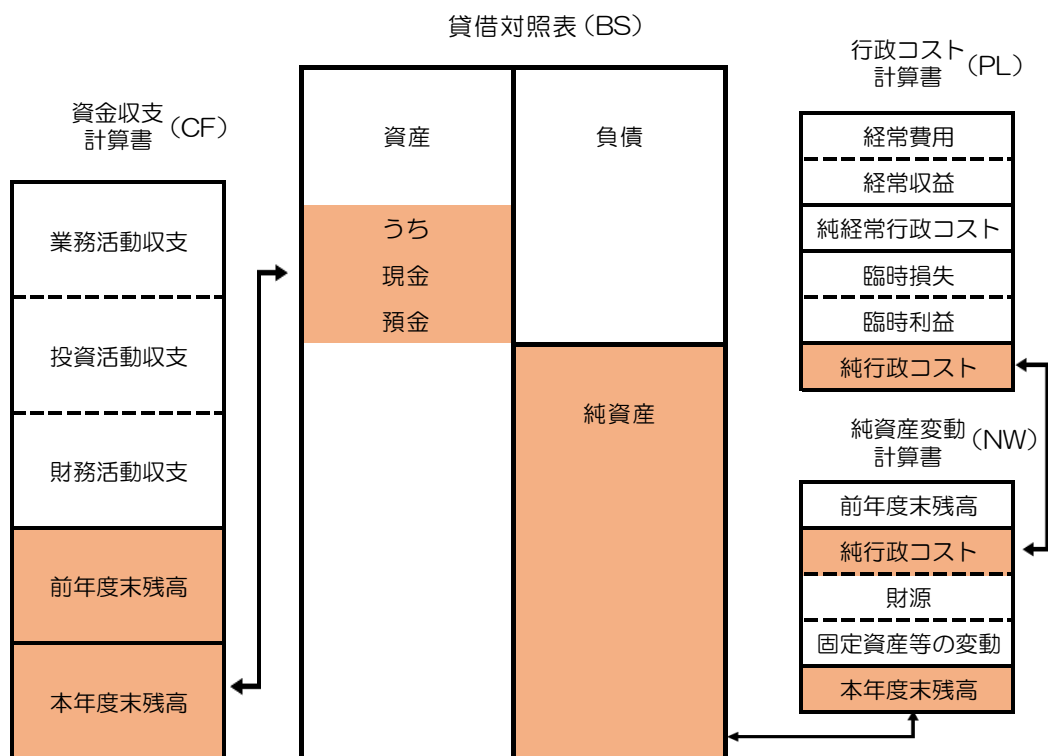 貸借対照表(BS)
資金収支
計算書(CF)
業務活動収支
投資活動収支
財務活動収支
前年度末残高
本年度末残高
資産
うち
現金
預金
負債
純資産
行政コスト
計算書(PL)
経常費用
経常収益
純経常行政コスト
臨時損失
臨時利益
純行政コスト
純資産変動
計算書(NW)
前年度末残高
純行政コスト
財源
固定資産等の変動
本年度末残高